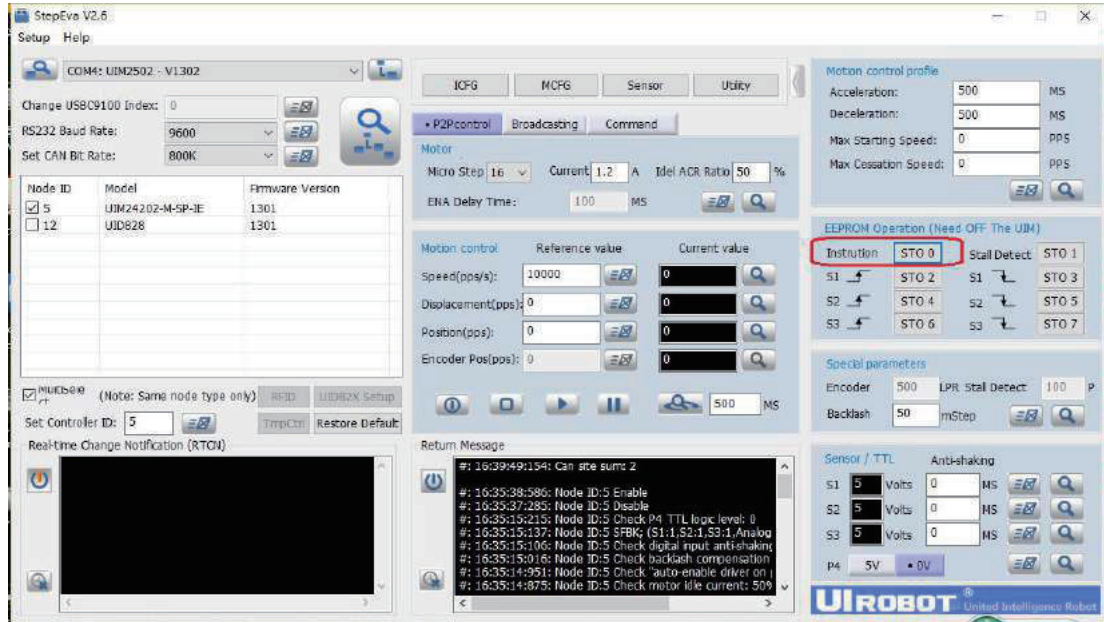 StepEva V2.6
Setup Help
COM4: UIM2502 - V1302
Change USBC9100 Index: 0
RS232 Baud Rate: 9600
Set CAN Bit Rate: 800K
Node ID Model Firmware Version
5 UIM24202-M-SP-IE 1301
12 UID828 1301
(Note: Same node type only) RFID UID82X Setup
Set Controller ID: 5 TmpCtrl Restore Default
Real-time Change Notification (RTCN)
ICFG MCFG Sensor Utility
• P2Pcontrol Broadcasting Command
Motor
Micro Step 16 Current 1.2 A Idel ACR Ratio 50 %
ENA Delay Time: 100 MS
Motion control Reference value Current value
Speed(pps/s): 10000 0
Displacement(pps): 0 0
Position(pps): 0 0
Encoder Pos(pps): 0 0
500 MS
Return Message
#: 16:39:49:154: Can site sum: 2
#: 16:35:38:586: Node ID:5 Enable
#: 16:35:37:285: Node ID:5 Disable
#: 16:35:15:215: Node ID:5 Check P4 TTL logic level: 0
#: 16:35:15:137: Node ID:5 SFBK; (S1:1,S2:1,S3:1,Analog
#: 16:35:15:106: Node ID:5 Check digital input anti-shaking
#: 16:35:15:016: Node ID:5 Check backlash compensation
#: 16:35:14:951: Node ID:5 Check "auto-enable driver on
#: 16:35:14:875: Node ID:5 Check motor idle current: 50%
Motion control profile
Acceleration: 500 MS
Deceleration: 500 MS
Max Starting Speed: 0 PPS
Max Cessation Speed: 0 PPS
EEPROM Operation (Need OFF The UIM)
Instrution STO 0 Stall Detect STO 1
S1 STO 2 S1 STO 3
S2 STO 4 S2 STO 5
S3 STO 6 S3 STO 7
Special parameters
Encoder 500 LPR Stall Detect 100 P
Backlash 50 mStep
Sensor / TTL Anti-shaking
S1 5 Volts 0 MS
S2 5 Volts 0 MS
S3 5 Volts 0 MS
P4 5V • 0V
UIROBOT® United Intelligence Robot